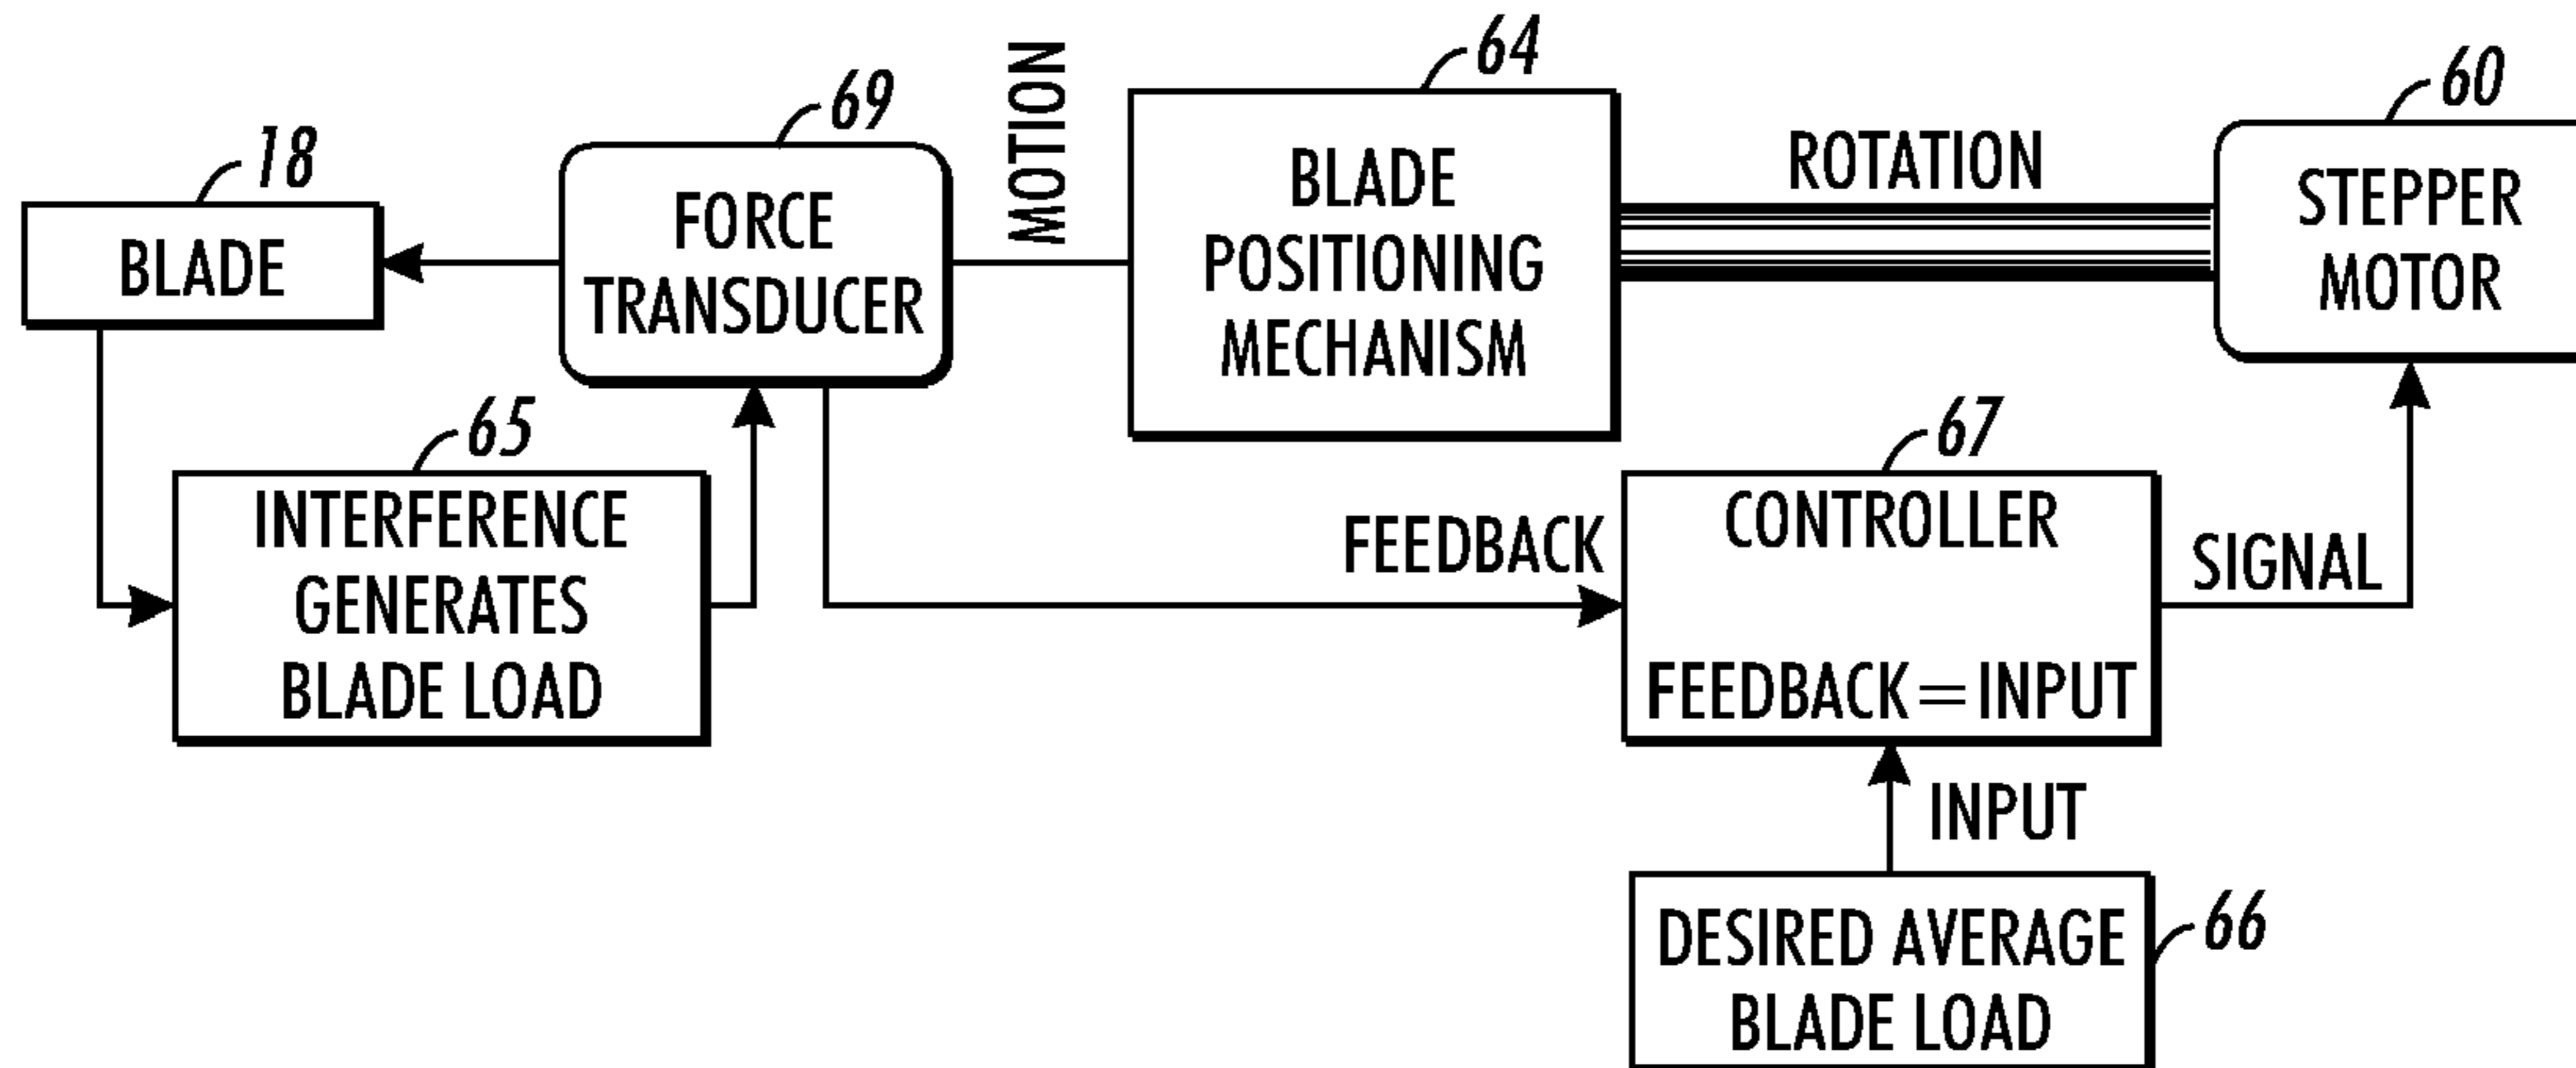 64
60
69
MOTION
18
ROTATION
BLADE
POSITIONING
MECHANISM
STEPPER
MOTOR
FORCE
TRANSDUCER
BLADE
65
67
INTERFERENCE
GENERATES
BLADE LOAD
FEEDBACK
CONTROLLER
FEEDBACK=INPUT
SIGNAL
INPUT
DESIRED AVERAGE
BLADE LOAD
66